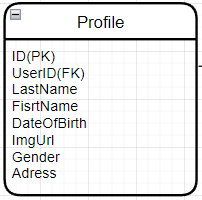 Profile
ID(PK)
UserID(FK)
LastName
FisrtName
DateOfBirth
ImgUrl
Gender
Adress